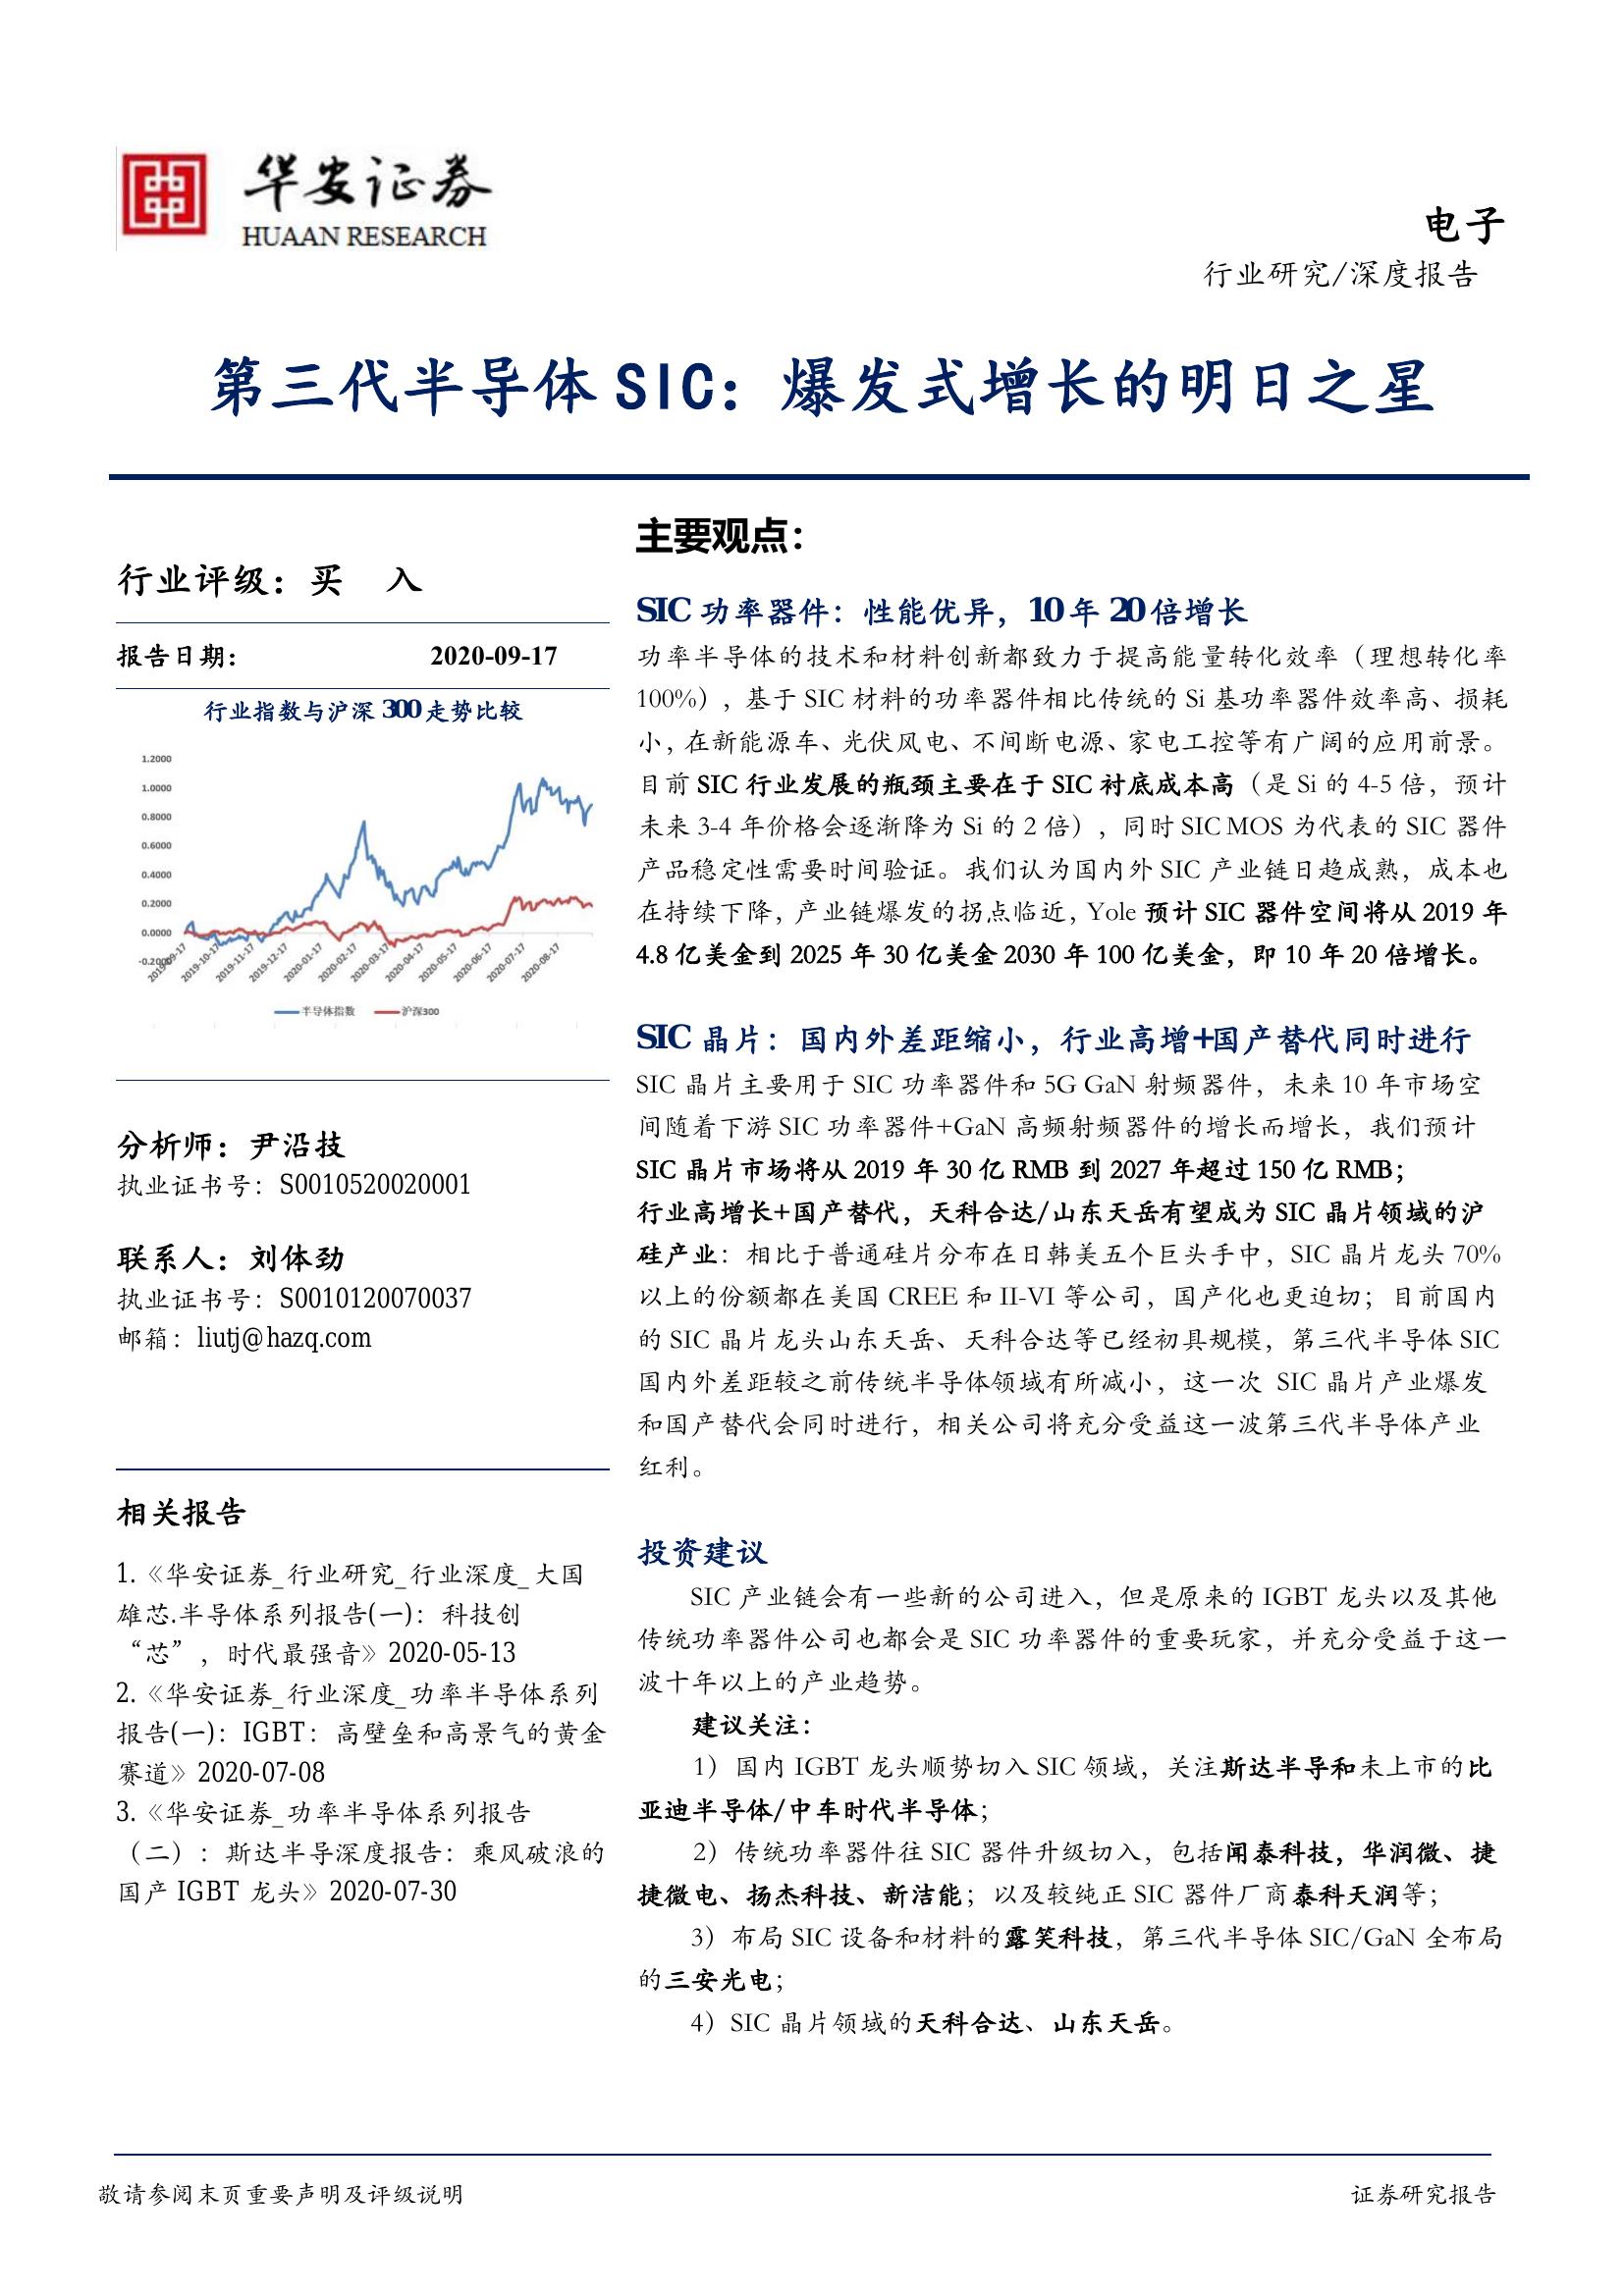 华安证券
HUAAN RESEARCH
电子
行业研究/深度报告
第三代半导体 SIC：爆发式增长的明日之星
行业评级：买 入
报告日期： 2020-09-17
行业指数与沪深 300 走势比较
1.2000
1.0000
0.8000
0.6000
0.4000
0.2000
0.0000
-0.2000
2019-09-17
2019-10-17
2019-11-17
2019-12-17
2020-01-17
2020-02-17
2020-03-17
2020-04-17
2020-05-17
2020-06-17
2020-07-17
2020-08-17
半导体指数 沪深300
分析师：尹沿技
执业证书号：S0010520020001
联系人：刘体劲
执业证书号：S0010120070037
邮箱：liutj@hazq.com
相关报告
1.《华安证券_行业研究_行业深度_大国
雄芯.半导体系列报告(一)：科技创
“芯”，时代最强音》2020-05-13
2.《华安证券_行业深度_功率半导体系列
报告(一)：IGBT：高壁垒和高景气的黄金
赛道》2020-07-08
3.《华安证券_功率半导体系列报告
（二）：斯达半导深度报告：乘风破浪的
国产 IGBT 龙头》2020-07-30
主要观点：
SIC 功率器件：性能优异，10 年 20 倍增长
功率半导体的技术和材料创新都致力于提高能量转化效率（理想转化率
100%），基于 SIC 材料的功率器件相比传统的 Si 基功率器件效率高、损耗
小，在新能源车、光伏风电、不间断电源、家电工控等有广阔的应用前景。
目前 SIC 行业发展的瓶颈主要在于 SIC 衬底成本高（是 Si 的 4-5 倍，预计
未来 3-4 年价格会逐渐降为 Si 的 2 倍），同时 SIC MOS 为代表的 SIC 器件
产品稳定性需要时间验证。我们认为国内外 SIC 产业链日趋成熟，成本也
在持续下降，产业链爆发的拐点临近，Yole 预计 SIC 器件空间将从 2019 年
4.8 亿美金到 2025 年 30 亿美金 2030 年 100 亿美金，即 10 年 20 倍增长。
SIC 晶片：国内外差距缩小，行业高增+国产替代同时进行
SIC 晶片主要用于 SIC 功率器件和 5G GaN 射频器件，未来 10 年市场空
间随着下游 SIC 功率器件+GaN 高频射频器件的增长而增长，我们预计
SIC 晶片市场将从 2019 年 30 亿 RMB 到 2027 年超过 150 亿 RMB；
行业高增长+国产替代，天科合达/山东天岳有望成为 SIC 晶片领域的沪
硅产业：相比于普通硅片分布在日韩美五个巨头手中，SIC 晶片龙头 70%
以上的份额都在美国 CREE 和 II-VI 等公司，国产化也更迫切；目前国内
的 SIC 晶片龙头山东天岳、天科合达等已经初具规模，第三代半导体 SIC
国内外差距较之前传统半导体领域有所减小，这一次 SIC 晶片产业爆发
和国产替代会同时进行，相关公司将充分受益这一波第三代半导体产业
红利。
投资建议
SIC 产业链会有一些新的公司进入，但是原来的 IGBT 龙头以及其他
传统功率器件公司也都会是 SIC 功率器件的重要玩家，并充分受益于这一
波十年以上的产业趋势。
建议关注：
1）国内 IGBT 龙头顺势切入 SIC 领域，关注斯达半导和未上市的比
亚迪半导体/中车时代半导体；
2）传统功率器件往 SIC 器件升级切入，包括闻泰科技，华润微、捷
捷微电、扬杰科技、新洁能；以及较纯正 SIC 器件厂商泰科天润等；
3）布局 SIC 设备和材料的露笑科技，第三代半导体 SIC/GaN 全布局
的三安光电；
4）SIC 晶片领域的天科合达、山东天岳。
敬请参阅末页重要声明及评级说明 证券研究报告